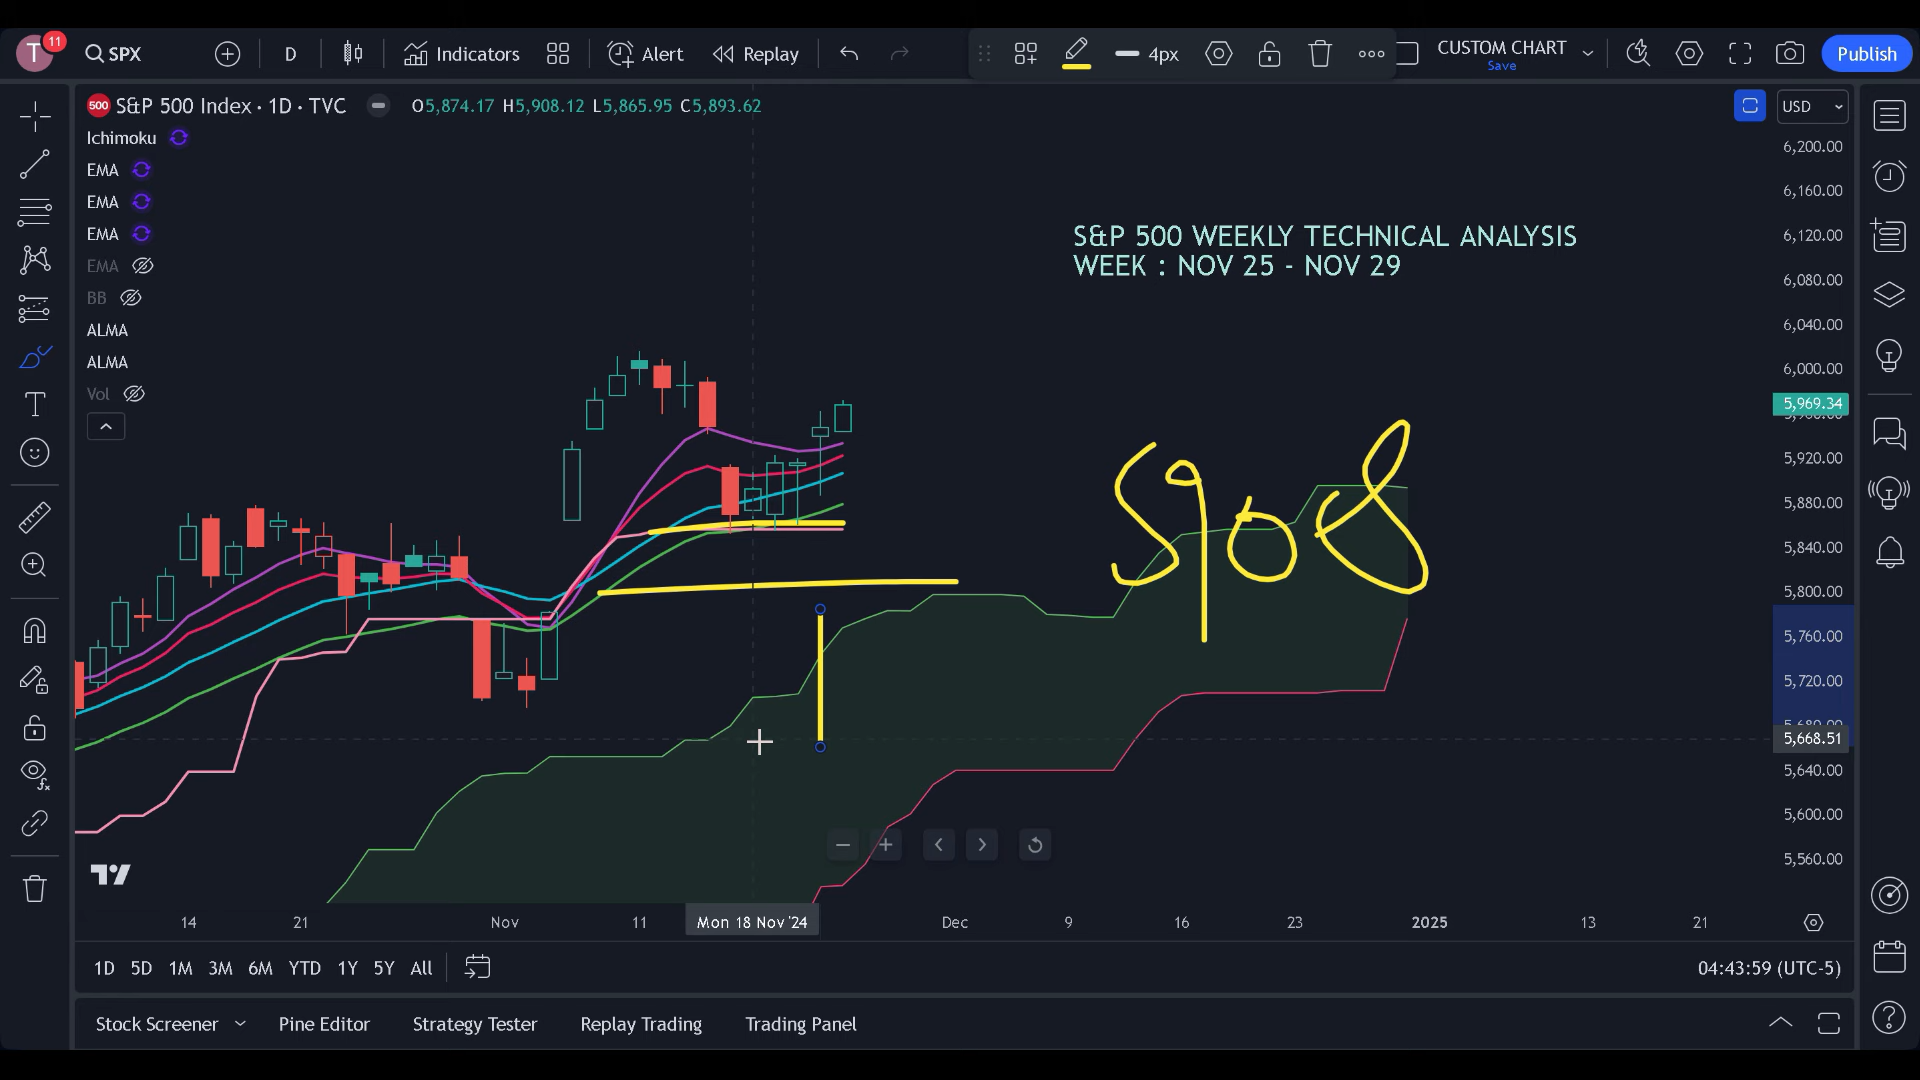 T 11 SPX D Indicators Alert Replay 4px CUSTOM CHART Save Publish
500 S&P 500 Index · 1D · TVC O5,874.17 H5,908.12 L5,865.95 C5,893.62 USD
Ichimoku
EMA
EMA
EMA
EMA
BB
ALMA
ALMA
Vol
S&P 500 WEEKLY TECHNICAL ANALYSIS
WEEK : NOV 25 - NOV 29
6,200.00
6,160.00
6,120.00
6,080.00
6,040.00
6,000.00
5,969.34
5,920.00
5,880.00
5,840.00
5,800.00
5,760.00
5,720.00
5,680.00
5,668.51
5,640.00
5,600.00
5,560.00
14 21 Nov 11 Mon 18 Nov '24 Dec 9 16 23 2025 13 21
1D 5D 1M 3M 6M YTD 1Y 5Y All 04:43:59 (UTC-5)
Stock Screener Pine Editor Strategy Tester Replay Trading Trading Panel